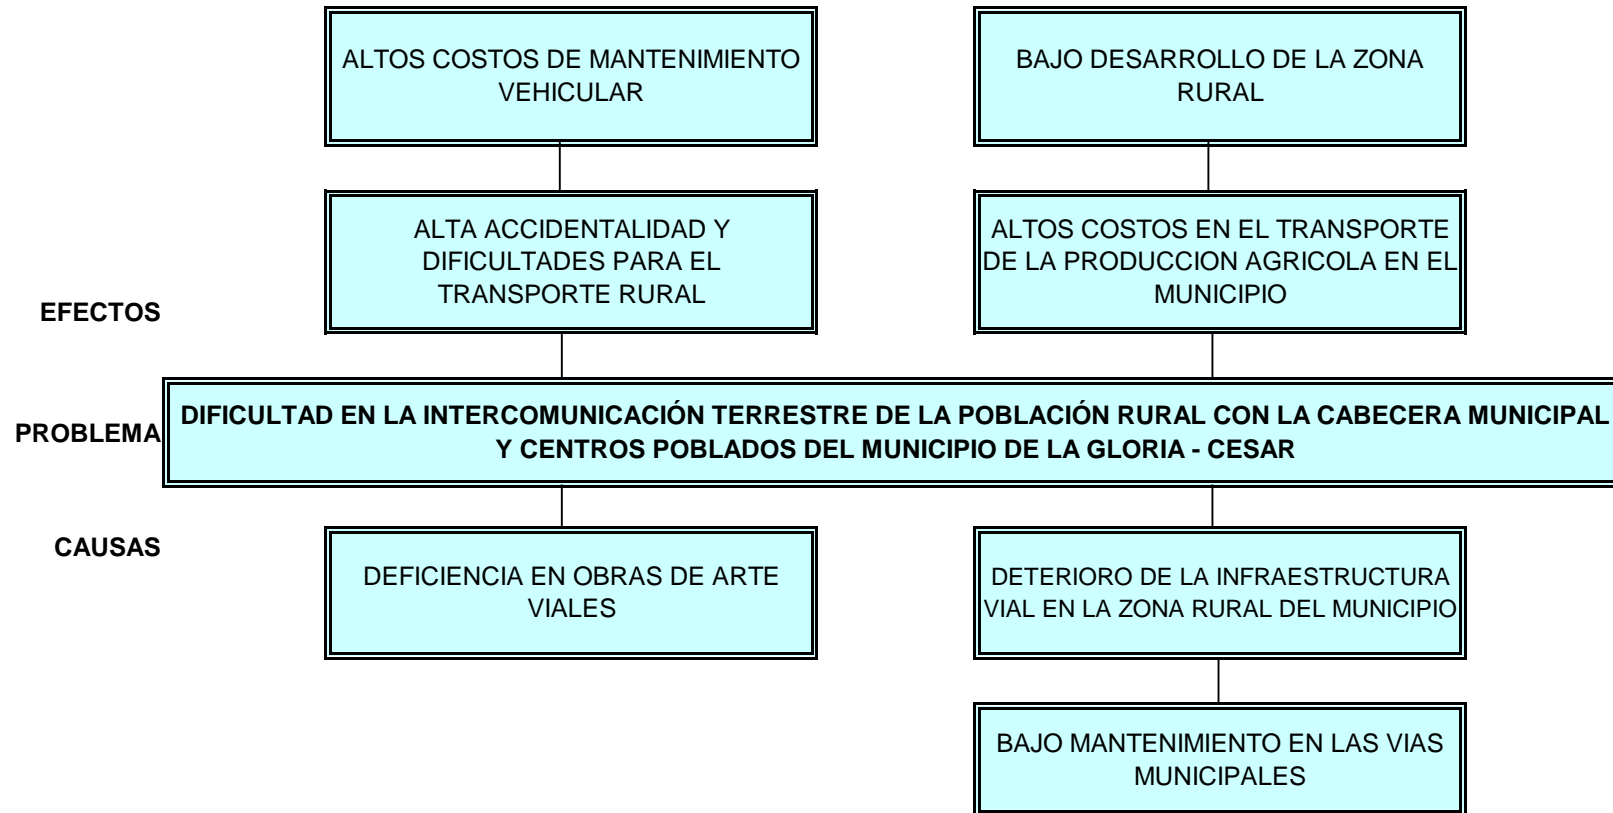 ALTOS COSTOS DE MANTENIMIENTO
VEHICULAR
BAJO DESARROLLO DE LA ZONA
RURAL
ALTA ACCIDENTALIDAD Y
DIFICULTADES PARA EL
TRANSPORTE RURAL
ALTOS COSTOS EN EL TRANSPORTE
DE LA PRODUCCION AGRICOLA EN EL
MUNICIPIO
EFECTOS
PROBLEMA
DIFICULTAD EN LA INTERCOMUNICACIÓN TERRESTRE DE LA POBLACIÓN RURAL CON LA CABECERA MUNICIPAL
Y CENTROS POBLADOS DEL MUNICIPIO DE LA GLORIA - CESAR
CAUSAS
DEFICIENCIA EN OBRAS DE ARTE
VIALES
DETERIORO DE LA INFRAESTRUCTURA
VIAL EN LA ZONA RURAL DEL MUNICIPIO
BAJO MANTENIMIENTO EN LAS VIAS
MUNICIPALES